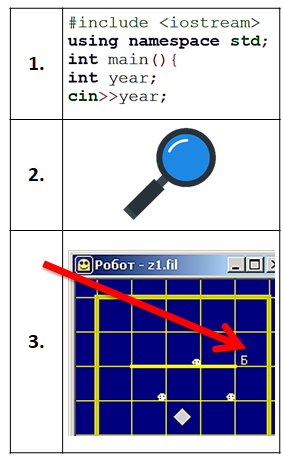 1.
#include <iostream>
using namespace std;
int main(){
int year;
cin>>year;
2.
3.
Робот - z1.fil
Б